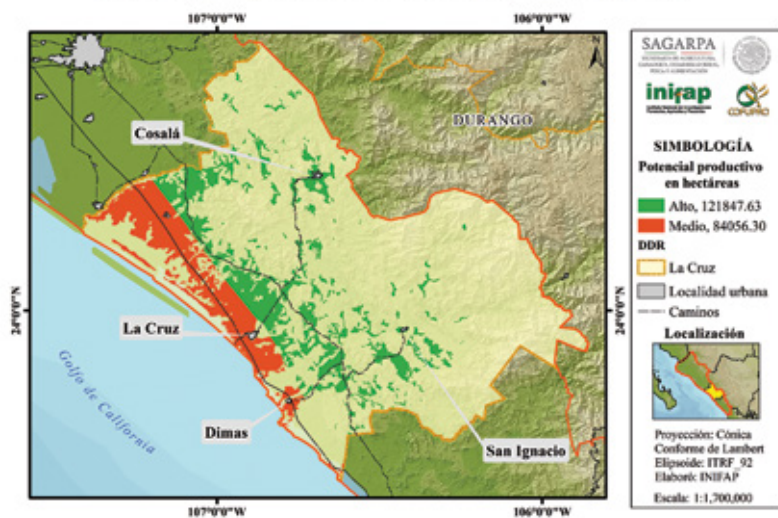 107°0'0"W
106°0'0"W
N
Cosalá
DURANGO
24°0'0"N
La Cruz
Golfo de California
Dimas
San Ignacio
24°0'0"N
107°0'0"W
106°0'0"W
SAGARPA
inifap
COFUPRO
SIMBOLOGÍA
Potencial productivo
en hectáreas
Alto, 121847.63
Medio, 84056.30
DDR
La Cruz
Localidad urbana
Caminos
Localización
Proyección: Cónica
Conforme de Lambert
Elipsoide: ITRF_92
Elaboró: INIFAP
Escala: 1:1,700,000